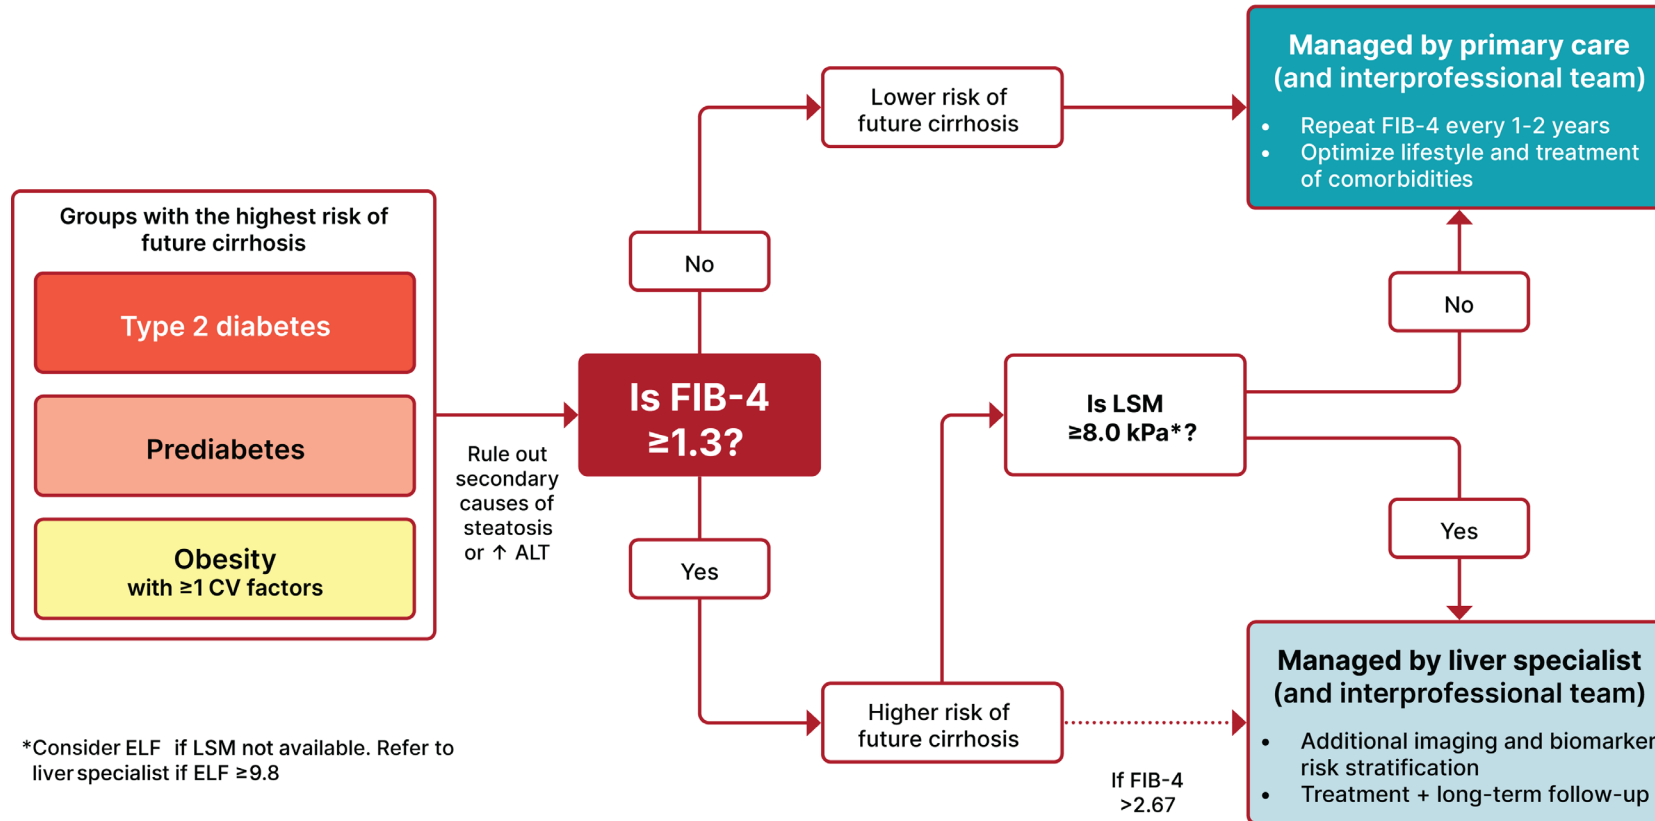 Groups with the highest risk of
future cirrhosis
Type 2 diabetes
Prediabetes
Obesity
with ≥1 CV factors
*Consider ELF if LSM not available. Refer to
liver specialist if ELF ≥9.8
Rule out
secondary
causes of
steatosis
or ↑ ALT
Is FIB-4
≥1.3?
No
Lower risk of
future cirrhosis
Yes
Higher risk of
future cirrhosis
If FIB-4
>2.67
Is LSM
≥8.0 kPa*?
No
Yes
Managed by primary care
(and interprofessional team)
• Repeat FIB-4 every 1-2 years
• Optimize lifestyle and treatment
of comorbidities
Managed by liver specialist
(and interprofessional team)
• Additional imaging and biomarker
risk stratification
• Treatment + long-term follow-up